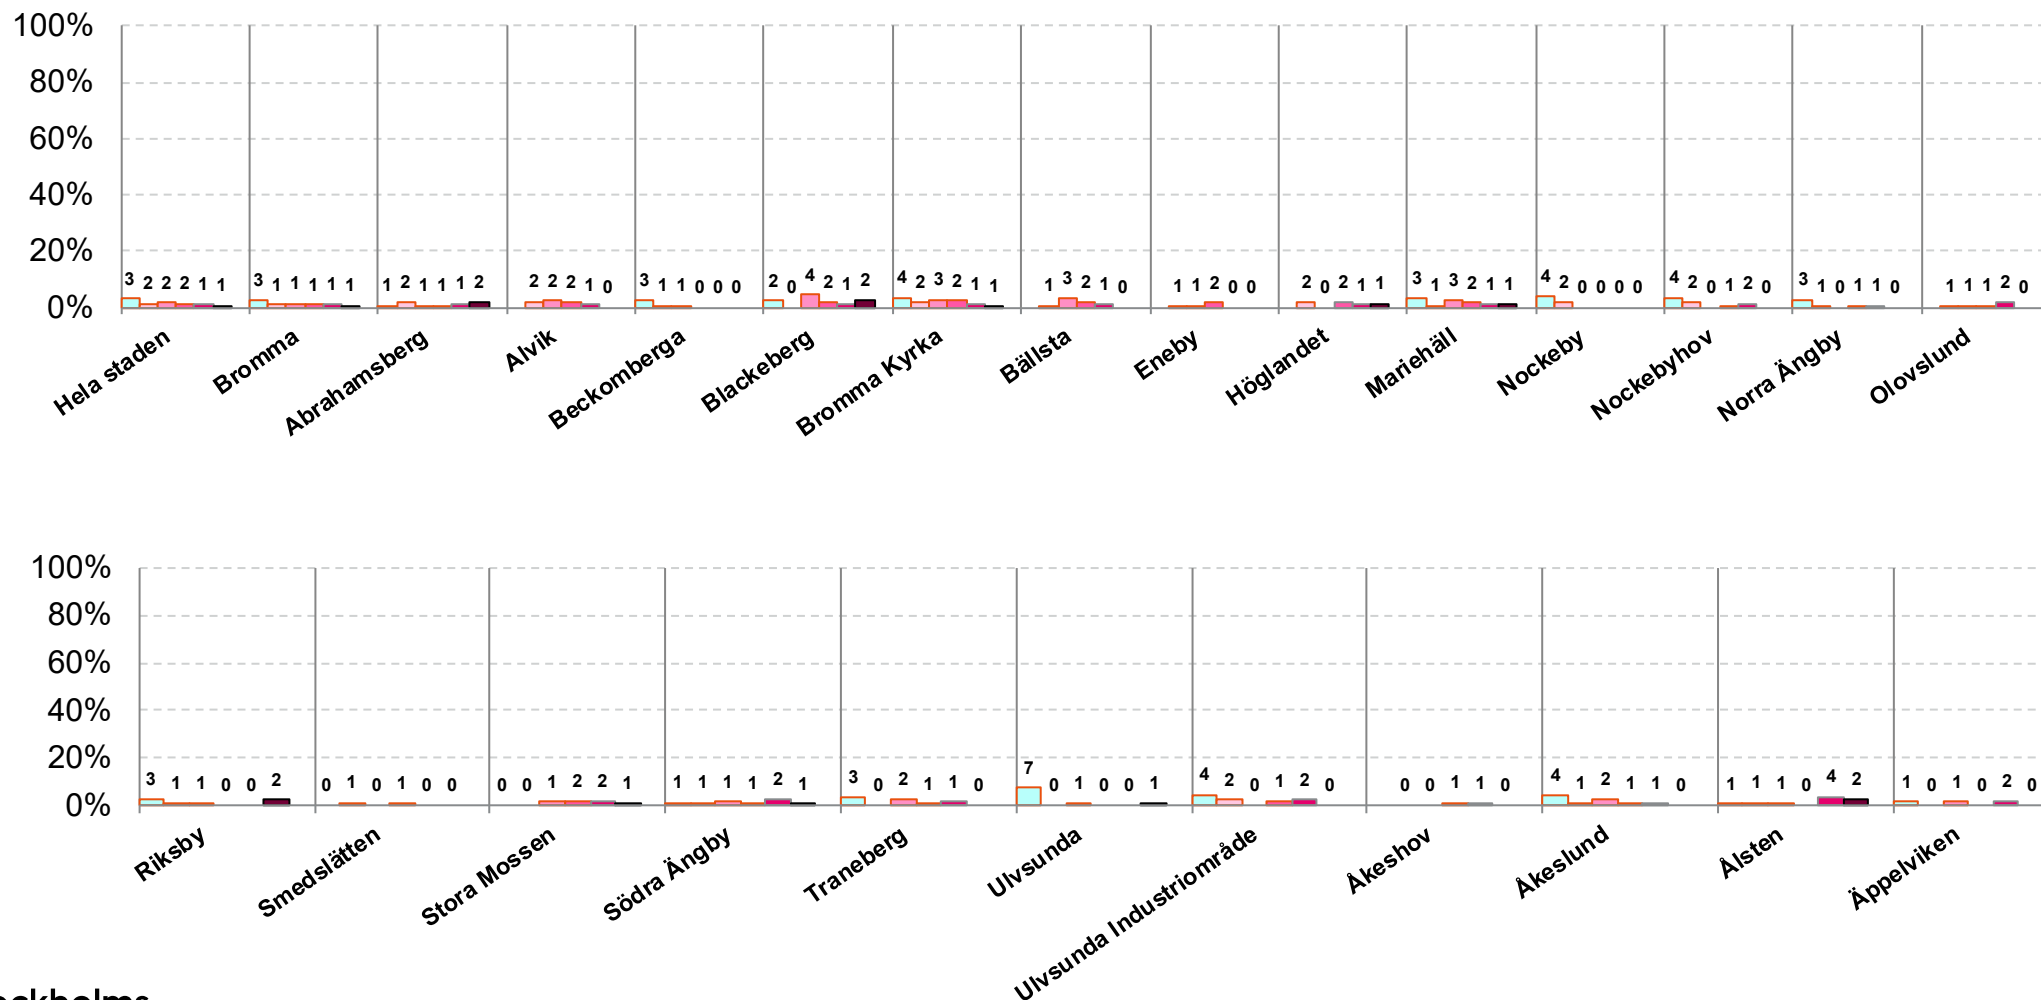 100%
80%
60%
40%
20%
0%
3 2 2 2 1 1
3 1 1 1 1 1
1 2 1 1 1 2
2 2 2 1 0
3 1 1 0 0 0
2 0 4 2 1 2
4 2 3 2 1 1
1 3 2 1 0
1 1 2 0 0
2 0 2 1 1
3 1 3 2 1 1
4 2 0 0 0 0
4 2 0 1 2 0
3 1 0 1 1 0
1 1 1 2 0
Hela staden
Bromma
Abrahamsberg
Alvik
Beckomberga
Blackeberg
Bromma Kyrka
Bällsta
Eneby
Höglandet
Mariehäll
Nockeby
Nockebyhov
Norra Ängby
Olovslund
100%
80%
60%
40%
20%
0%
3 1 1 0 0 2
0 1 0 1 0 0
0 0 1 2 2 1
1 1 1 1 2 1
3 0 2 1 1 0
7 0 1 0 0 1
4 2 0 1 2 0
0 0 1 1 0
4 1 2 1 1 0
1 1 1 0 4 2
1 0 1 0 2 0
Riksby
Smedslätten
Stora Mossen
Södra Ängby
Traneberg
Ulvsunda
Ulvsunda Industriområde
Åkeshov
Åkeslund
Ålsten
Äppelviken